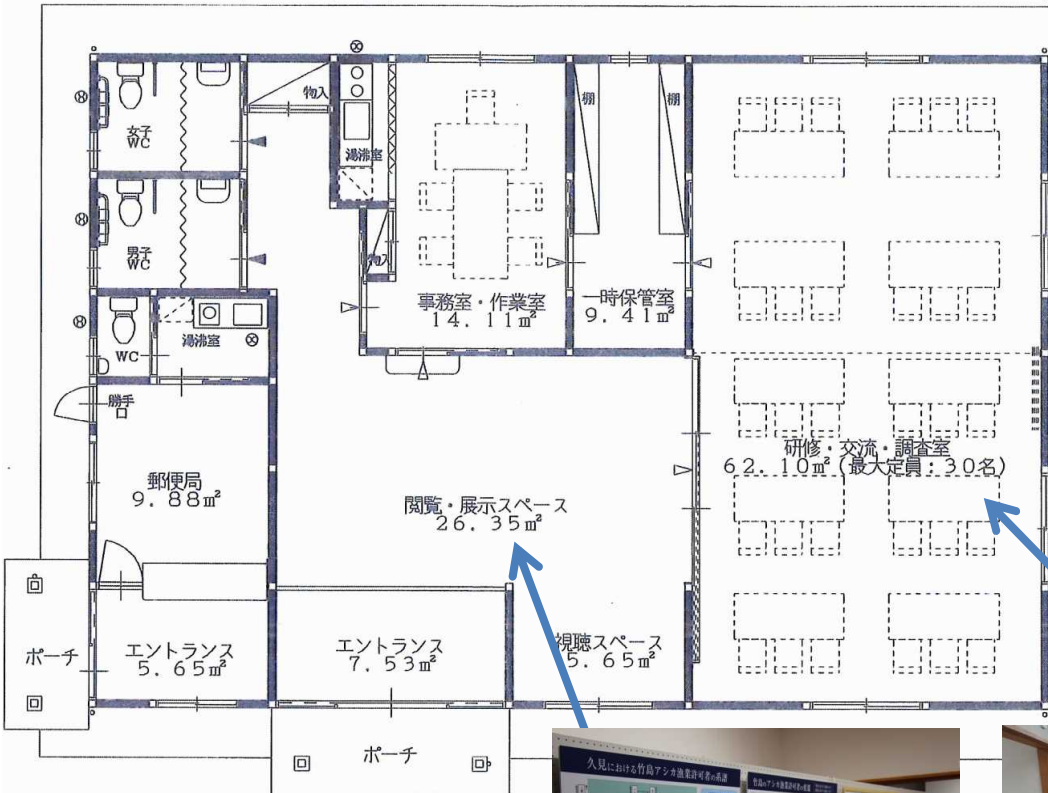 物入
棚
棚
女子
WC
湯沸室
男子
WC
物入
事務室・作業室
14.11㎡
一時保管室
9.41㎡
WC
湯沸室
勝手
口
研修・交流・調査室
62.10㎡(最大定員:30名)
郵便局
9.88㎡
閲覧・展示スペース
26.35㎡
エントランス
5.65㎡
エントランス
7.53㎡
視聴スペース
5.65㎡
ポーチ
ポーチ
久見における竹島アシカ漁業許可者の系譜